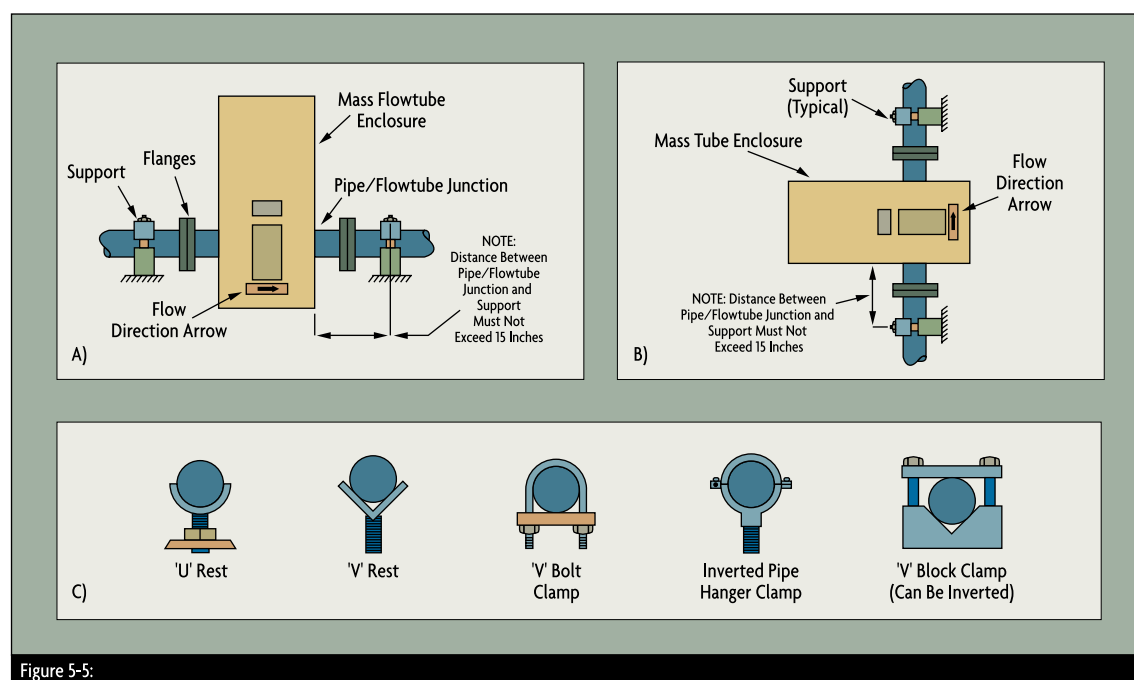 Mass Flowtube
Enclosure
Flanges
Support
Pipe/Flowtube Junction
NOTE:
Distance Between
Pipe/Flowtube
Junction and
Support
Must Not
Exceed 15 Inches
Flow
Direction Arrow
A)
Support
(Typical)
Mass Tube Enclosure
Flow
Direction
Arrow
NOTE: Distance Between
Pipe/Flowtube Junction and
Support Must Not
Exceed 15 Inches
B)
'U' Rest
'V' Rest
'V' Bolt
Clamp
Inverted Pipe
Hanger Clamp
'V' Block Clamp
(Can Be Inverted)
C)
Figure 5-5: